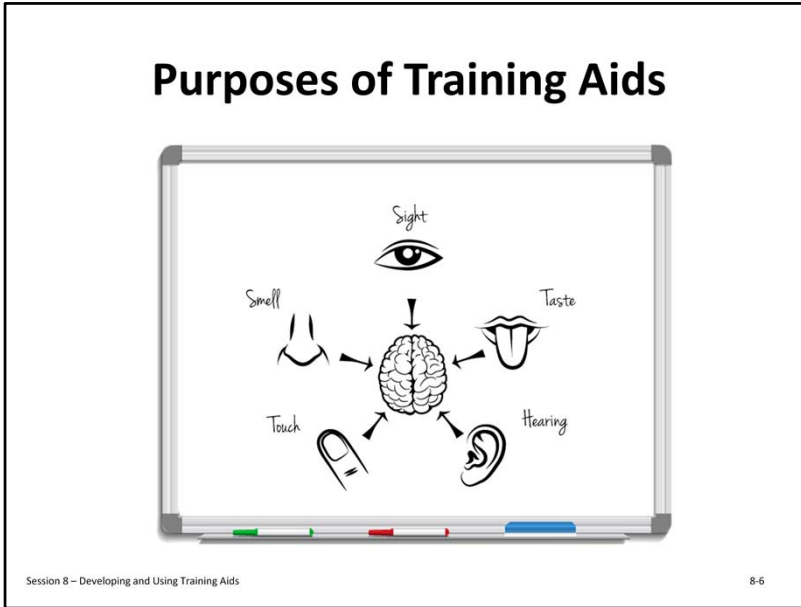 Purposes of Training Aids
Sight
Smell
Taste
Touch
Hearing
Session 8 – Developing and Using Training Aids
8-6